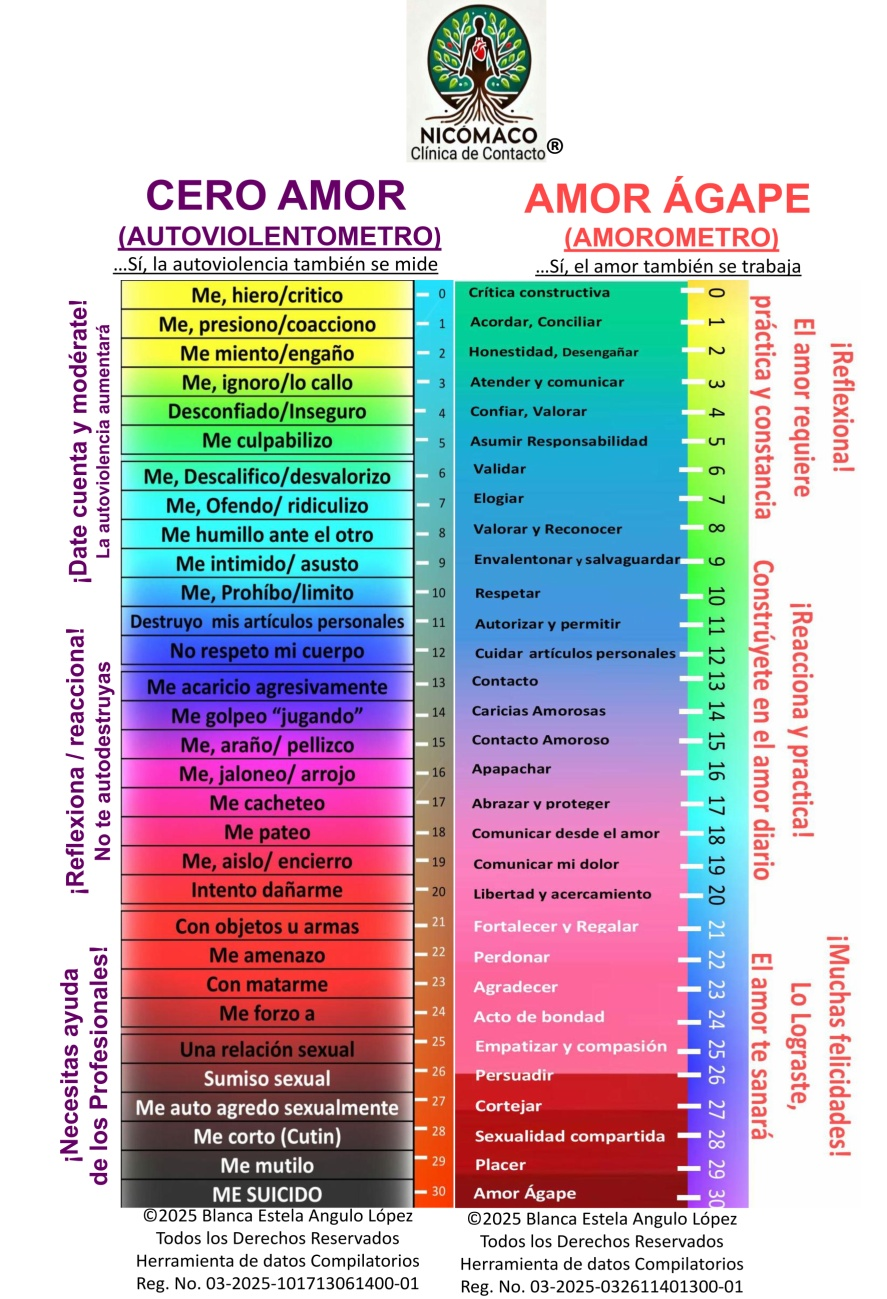 NICÓMACO
Clínica de Contacto®
CERO AMOR
(AUTOVIOLENTOMETRO)
...Sí, la autoviolencia también se mide
¡Date cuenta y modérate!
La autoviolencia aumentará
¡Reflexiona / reacciona!
No te autodestruyas
¡Necesitas ayuda
de los Profesionales!
Me, hiero/critico 0
Me, presiono/coacciono 1
Me miento/engaño 2
Me, ignoro/lo callo 3
Desconfiado/Inseguro 4
Me culpabilizo 5
Me, Descalifico/desvalorizo 6
Me, Ofendo/ ridiculizo 7
Me humillo ante el otro 8
Me intimido/ asusto 9
Me, Prohíbo/limito 10
Destruyo mis artículos personales 11
No respeto mi cuerpo 12
Me acaricio agresivamente 13
Me golpeo “jugando” 14
Me, araño/ pellizco 15
Me, jaloneo/ arrojo 16
Me cacheteo 17
Me pateo 18
Me, aislo/ encierro 19
Intento dañarme 20
Con objetos u armas 21
Me amenazo 22
Con matarme 23
Me forzo a 24
Una relación sexual 25
Sumiso sexual 26
Me auto agredo sexualmente 27
Me corto (Cutin) 28
Me mutilo 29
ME SUICIDO 30
©2025 Blanca Estela Angulo López
Todos los Derechos Reservados
Herramienta de datos Compilatorios
Reg. No. 03-2025-101713061400-01
AMOR ÁGAPE
(AMOROMETRO)
...Sí, el amor también se trabaja
Crítica constructiva 0
Acordar, Conciliar 1
Honestidad, Desengañar 2
Atender y comunicar 3
Confiar, Valorar 4
Asumir Responsabilidad 5
Validar 6
Elogiar 7
Valorar y Reconocer 8
Envalentonar y salvaguardar 9
Respetar 10
Autorizar y permitir 11
Cuidar artículos personales 12
Contacto 13
Caricias Amorosas 14
Contacto Amoroso 15
Apapachar 16
Abrazar y proteger 17
Comunicar desde el amor 18
Comunicar mi dolor 19
Libertad y acercamiento 20
Fortalecer y Regalar 21
Perdonar 22
Agradecer 23
Acto de bondad 24
Empatizar y compasión 25
Persuadir 26
Cortejar 27
Sexualidad compartida 28
Placer 29
Amor Ágape 30
¡Reflexiona!
El amor requiere
práctica y constancia
¡Reacciona y practica!
Constrúyete en el amor diario
¡Muchas felicidades!
Lo Lograste,
El amor te sanará
©2025 Blanca Estela Angulo López
Todos los Derechos Reservados
Herramienta de datos Compilatorios
Reg. No. 03-2025-032611401300-01